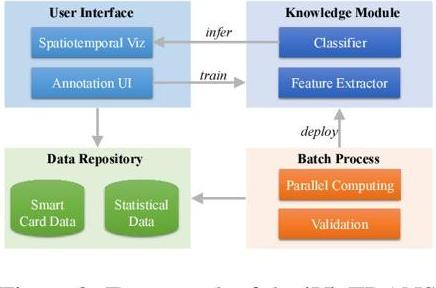 User Interface
Spatiotemporal Viz
Annotation UI
infer
train
Knowledge Module
Classifier
Feature Extractor
deploy
Data Repository
Smart
Card Data
Statistical
Data
Batch Process
Parallel Computing
Validation